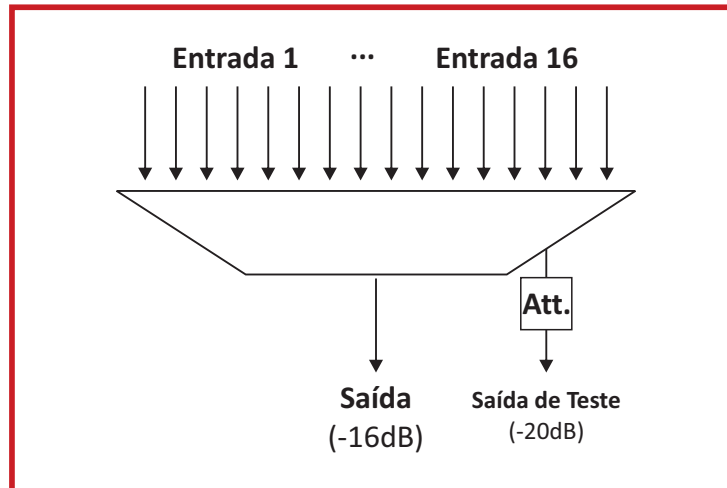 Entrada 1 ... Entrada 16
Att.
Saída
(-16dB)
Saída de Teste
(-20dB)